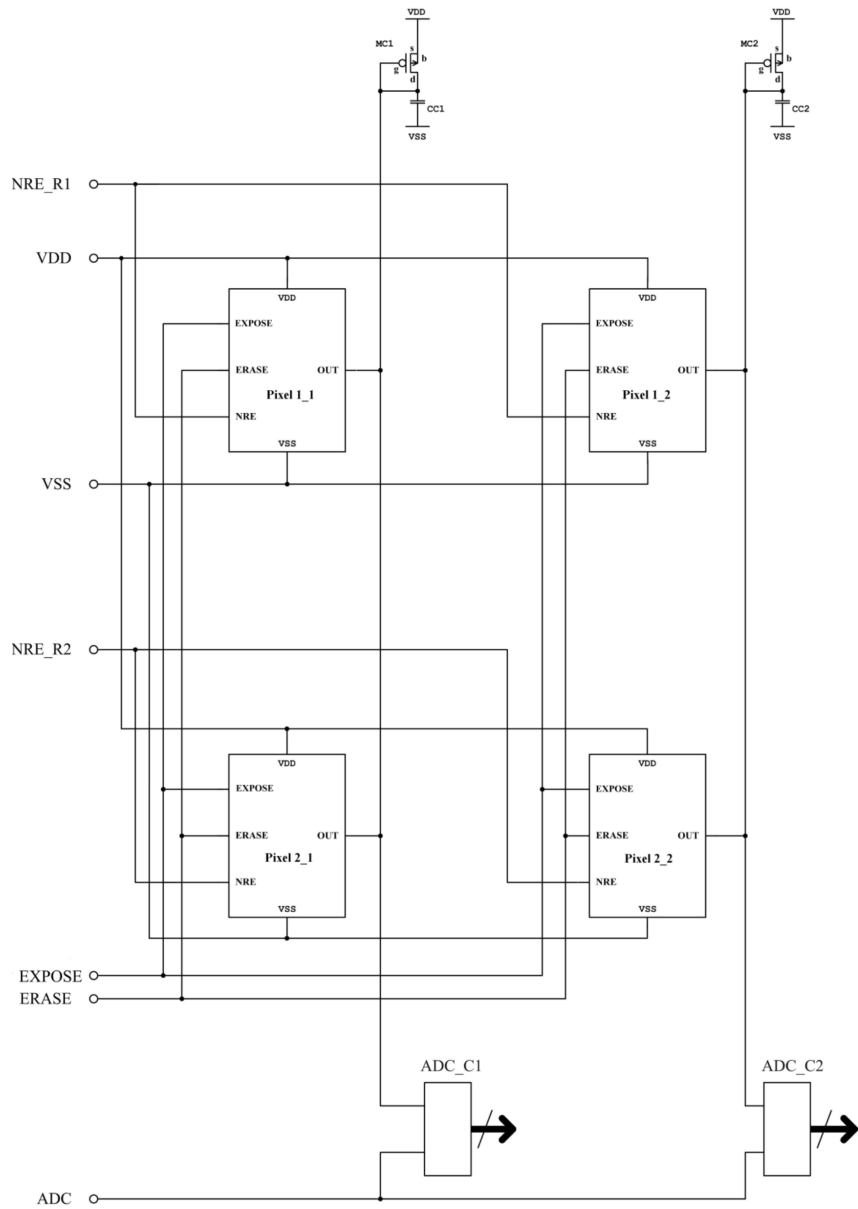 VDD
VDD
MC1
s
b
g
d
CC1
VSS
MC2
s
b
g
d
CC2
VSS
NRE_R1
VDD
VDD
EXPOSE
ERASE
OUT
Pixel 1_1
NRE
VSS
VDD
EXPOSE
ERASE
OUT
Pixel 1_2
NRE
VSS
VSS
NRE_R2
VDD
EXPOSE
ERASE
OUT
Pixel 2_1
NRE
VSS
VDD
EXPOSE
ERASE
OUT
Pixel 2_2
NRE
VSS
EXPOSE
ERASE
ADC_C1
ADC_C2
ADC